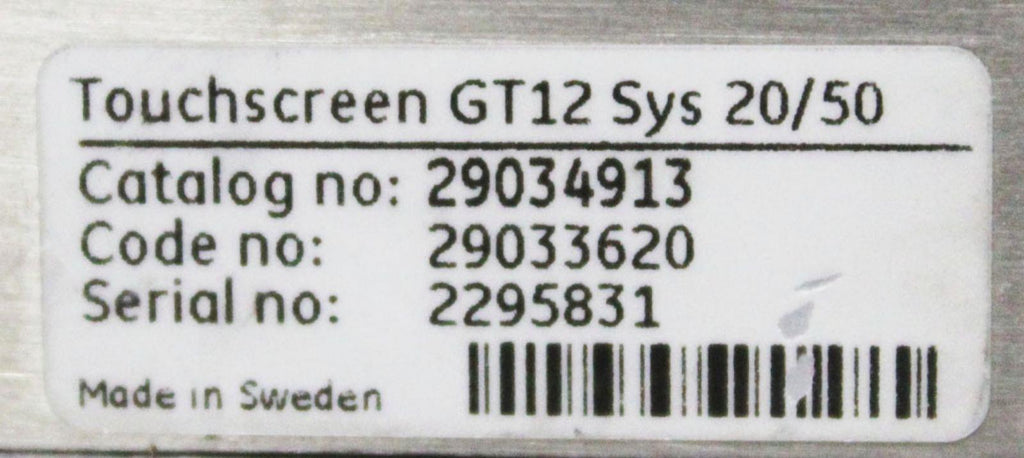 Touchscreen GT12 Sys 20/50
Catalog no: 29034913
Code no: 29033620
Serial no: 2295831
Made in Sweden